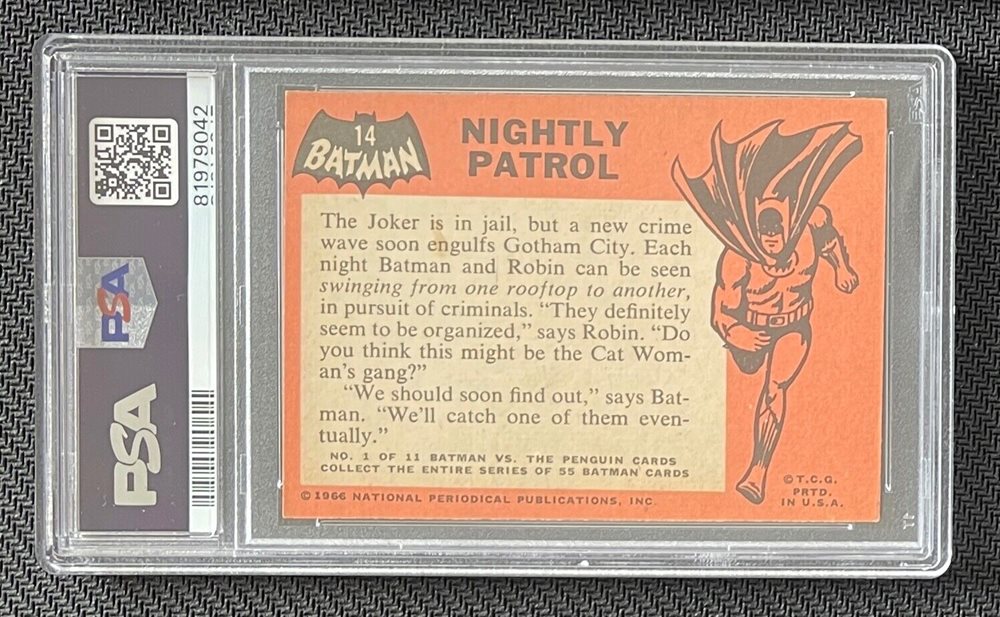 PSA
PSA
81979042
14
BATMAN
NIGHTLY
PATROL
The Joker is in jail, but a new crime
wave soon engulfs Gotham City. Each
night Batman and Robin can be seen
swinging from one rooftop to another,
in pursuit of criminals. “They definitely
seem to be organized,” says Robin. “Do
you think this might be the Cat Wom-
an’s gang?”
“We should soon find out,” says Bat-
man. “We’ll catch one of them even-
tually.”
NO. 1 OF 11 BATMAN VS. THE PENGUIN CARDS
COLLECT THE ENTIRE SERIES OF 55 BATMAN CARDS
© 1966 NATIONAL PERIODICAL PUBLICATIONS, INC.
© T.C.G.
PRTD.
IN U.S.A.